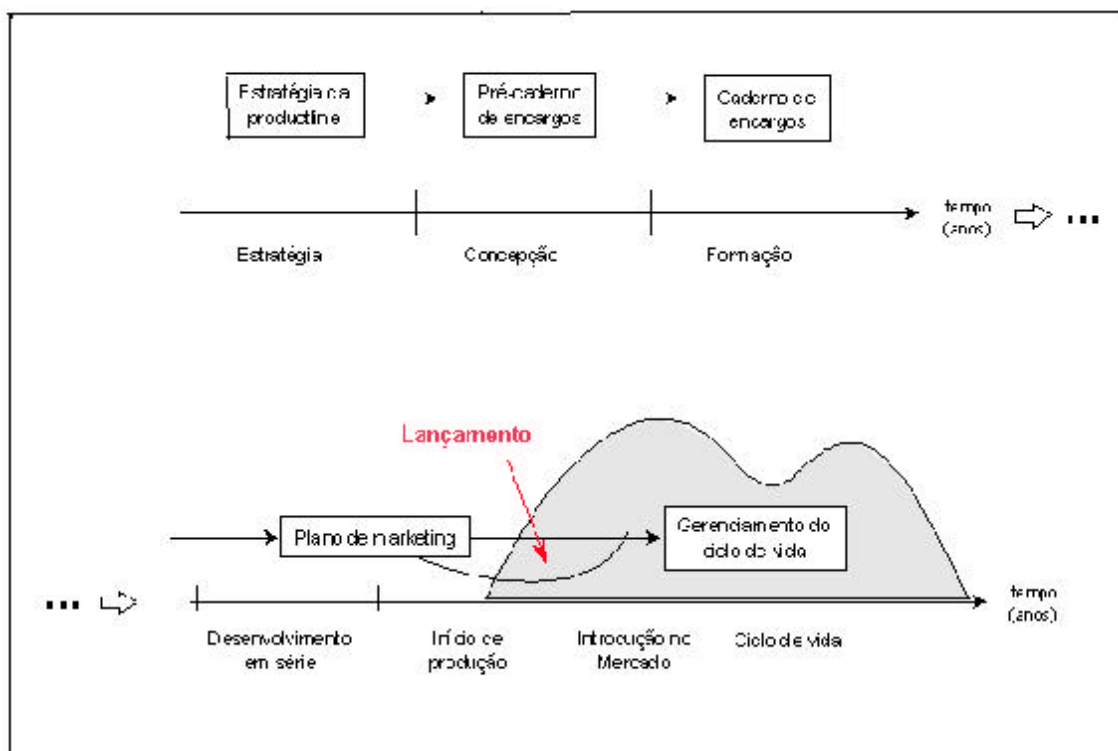 Estratégia da
productline
Pré-caderno
de encargos
Caderno de
encargos
tempo
(anos)
Estratégia
Concepção
Formação
Lançamento
Plano de marketing
Gerenciamento do
ciclo de vida
tempo
(anos)
Desenvolvimento
em série
Início de
produção
Introdução no
Mercado
Ciclo de vida